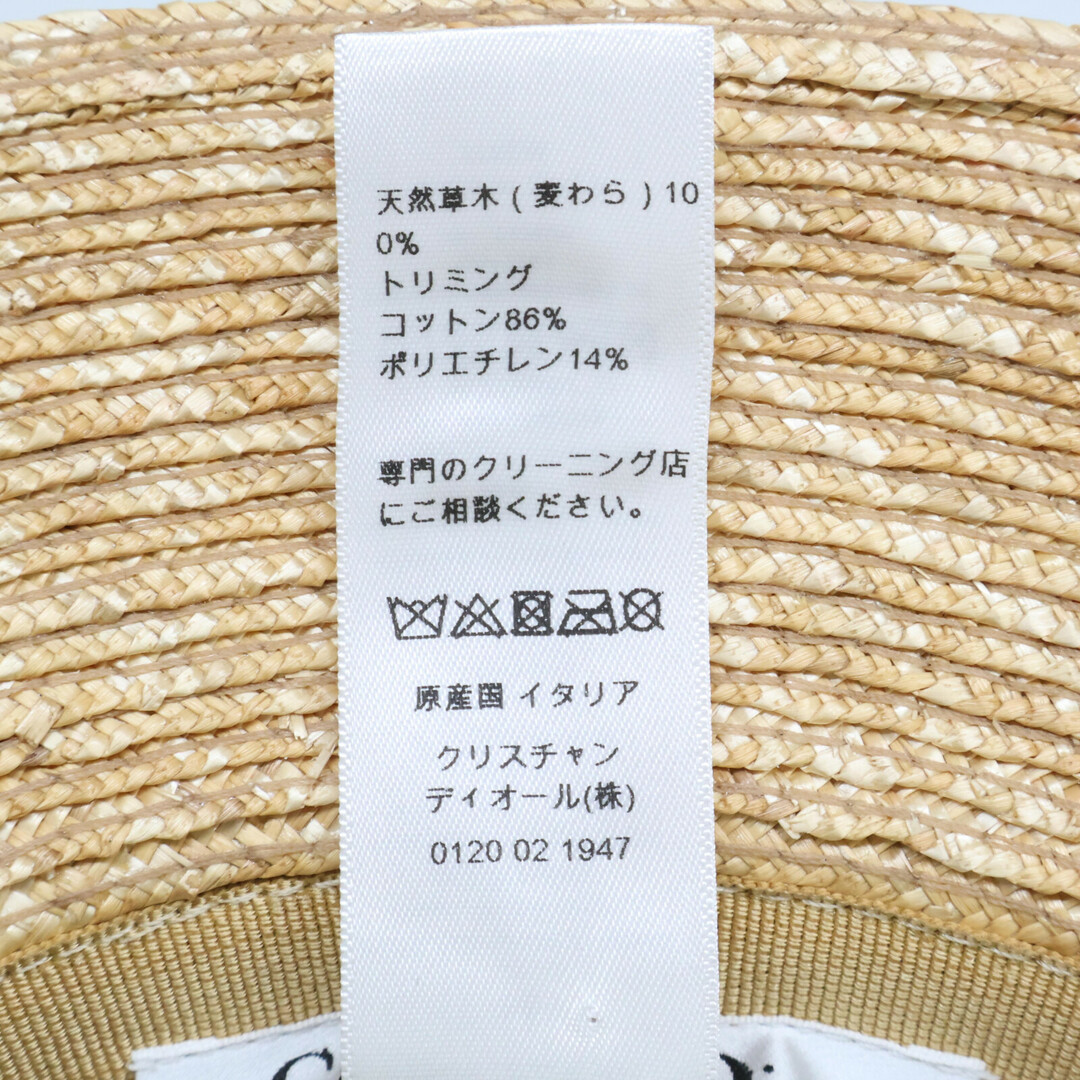 天然草木 ( 麦わら ) 10
0%
トリミング
コットン86%
ポリエチレン14%
専門のクリーニング店
にご相談ください。
原産国 イタリア
クリスチャン
ディオール(株)
0120 02 1947